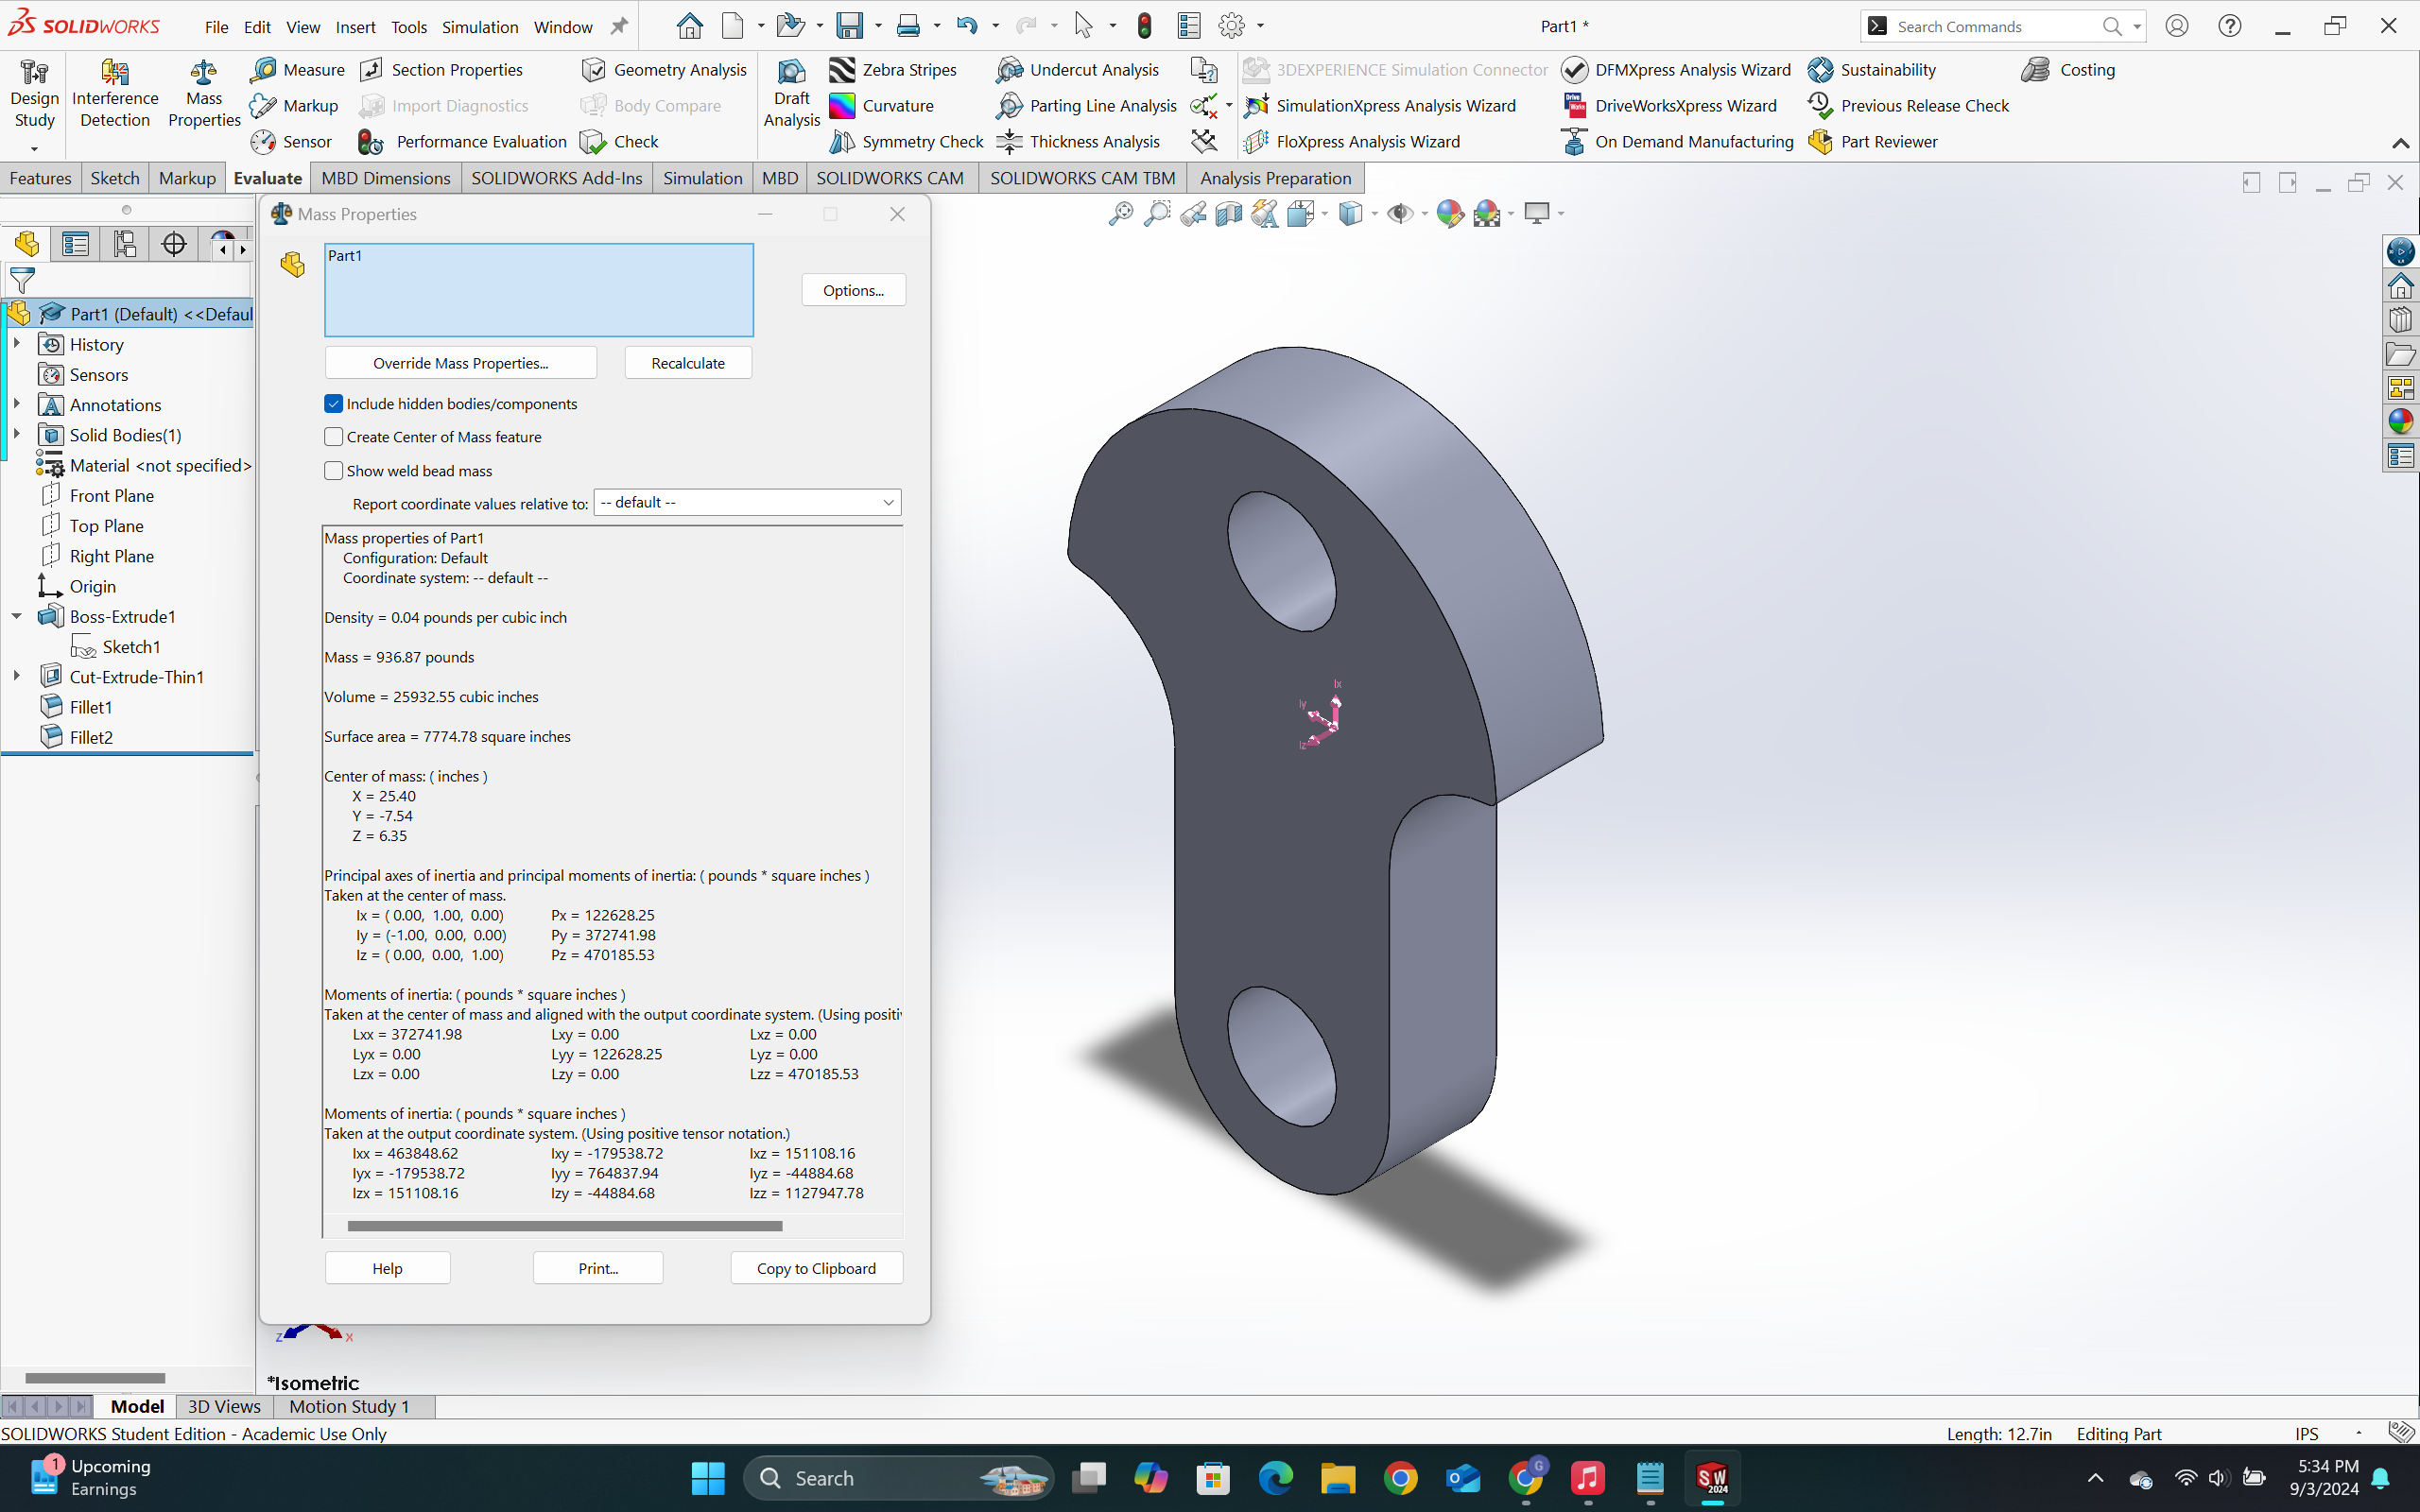 SOLIDWORKS File Edit View Insert Tools Simulation Window Part1 * Search Commands
Design Study
Interference Detection
Mass Properties
Measure Section Properties Geometry Analysis
Markup Import Diagnostics Body Compare
Sensor Performance Evaluation Check
Draft Analysis
Zebra Stripes Undercut Analysis
Curvature Parting Line Analysis
Symmetry Check Thickness Analysis
3DEXPERIENCE Simulation Connector DFMXpress Analysis Wizard Sustainability Costing
SimulationXpress Analysis Wizard DriveWorksXpress Wizard Previous Release Check
FloXpress Analysis Wizard On Demand Manufacturing Part Reviewer
Features Sketch Markup Evaluate MBD Dimensions SOLIDWORKS Add-Ins Simulation MBD SOLIDWORKS CAM SOLIDWORKS CAM TBM Analysis Preparation
Part1 (Default) <<Defaul
History
Sensors
Annotations
Solid Bodies(1)
Material <not specified>
Front Plane
Top Plane
Right Plane
Origin
Boss-Extrude1
Sketch1
Cut-Extrude-Thin1
Fillet1
Fillet2
Mass Properties
Part1
Options...
Override Mass Properties... Recalculate
Include hidden bodies/components
Create Center of Mass feature
Show weld bead mass
Report coordinate values relative to: -- default --
Mass properties of Part1
Configuration: Default
Coordinate system: -- default --
Density = 0.04 pounds per cubic inch
Mass = 936.87 pounds
Volume = 25932.55 cubic inches
Surface area = 7774.78 square inches
Center of mass: ( inches )
X = 25.40
Y = -7.54
Z = 6.35
Principal axes of inertia and principal moments of inertia: ( pounds * square inches )
Taken at the center of mass.
Ix = ( 0.00, 1.00, 0.00) Px = 122628.25
Iy = (-1.00, 0.00, 0.00) Py = 372741.98
Iz = ( 0.00, 0.00, 1.00) Pz = 470185.53
Moments of inertia: ( pounds * square inches )
Taken at the center of mass and aligned with the output coordinate system. (Using positi
Lxx = 372741.98 Lxy = 0.00 Lxz = 0.00
Lyx = 0.00 Lyy = 122628.25 Lyz = 0.00
Lzx = 0.00 Lzy = 0.00 Lzz = 470185.53
Moments of inertia: ( pounds * square inches )
Taken at the output coordinate system. (Using positive tensor notation.)
Ixx = 463848.62 Ixy = -179538.72 Ixz = 151108.16
Iyx = -179538.72 Iyy = 764837.94 Iyz = -44884.68
Izx = 151108.16 Izy = -44884.68 Izz = 1127947.78
Help Print... Copy to Clipboard
Ix
Iy
Iz
Z X
*Isometric
Model 3D Views Motion Study 1
SOLIDWORKS Student Edition - Academic Use Only Length: 12.7in Editing Part IPS
1 Upcoming
Earnings
Search
G
SW
2024
5:34 PM
9/3/2024